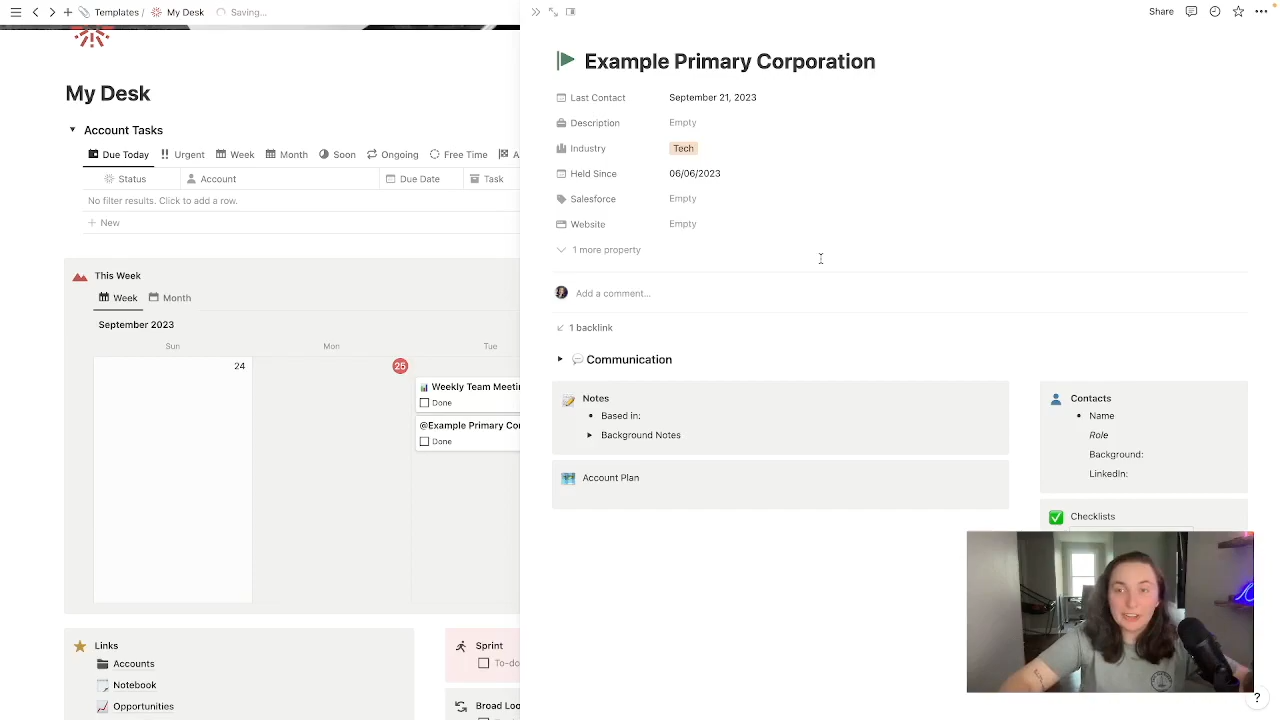 Templates / My Desk Saving...
My Desk
Account Tasks
Due Today Urgent Week Month Soon Ongoing Free Time A
Status Account Due Date Task
No filter results. Click to add a row.
+ New
This Week
Week Month
September 2023
Sun Mon Tue
24 25
Weekly Team Meetin
Done
@Example Primary Co
Done
Links
Accounts
Notebook
Opportunities
Sprint
To-do
Broad Loo
Share
Example Primary Corporation
Last Contact September 21, 2023
Description Empty
Industry Tech
Held Since 06/06/2023
Salesforce Empty
Website Empty
1 more property
Add a comment...
1 backlink
Communication
Notes
• Based in:
Background Notes
Account Plan
Contacts
• Name
Role
Background:
LinkedIn:
Checklists
?